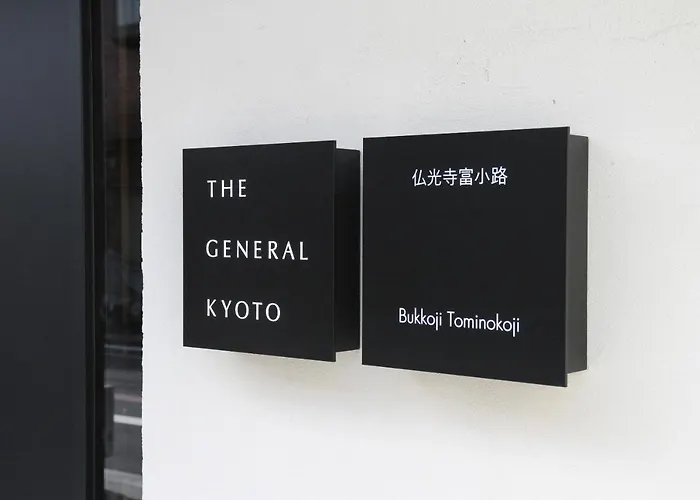 THE
GENERAL
KYOTO
仏光寺富小路
Bukkoji Tominokoji